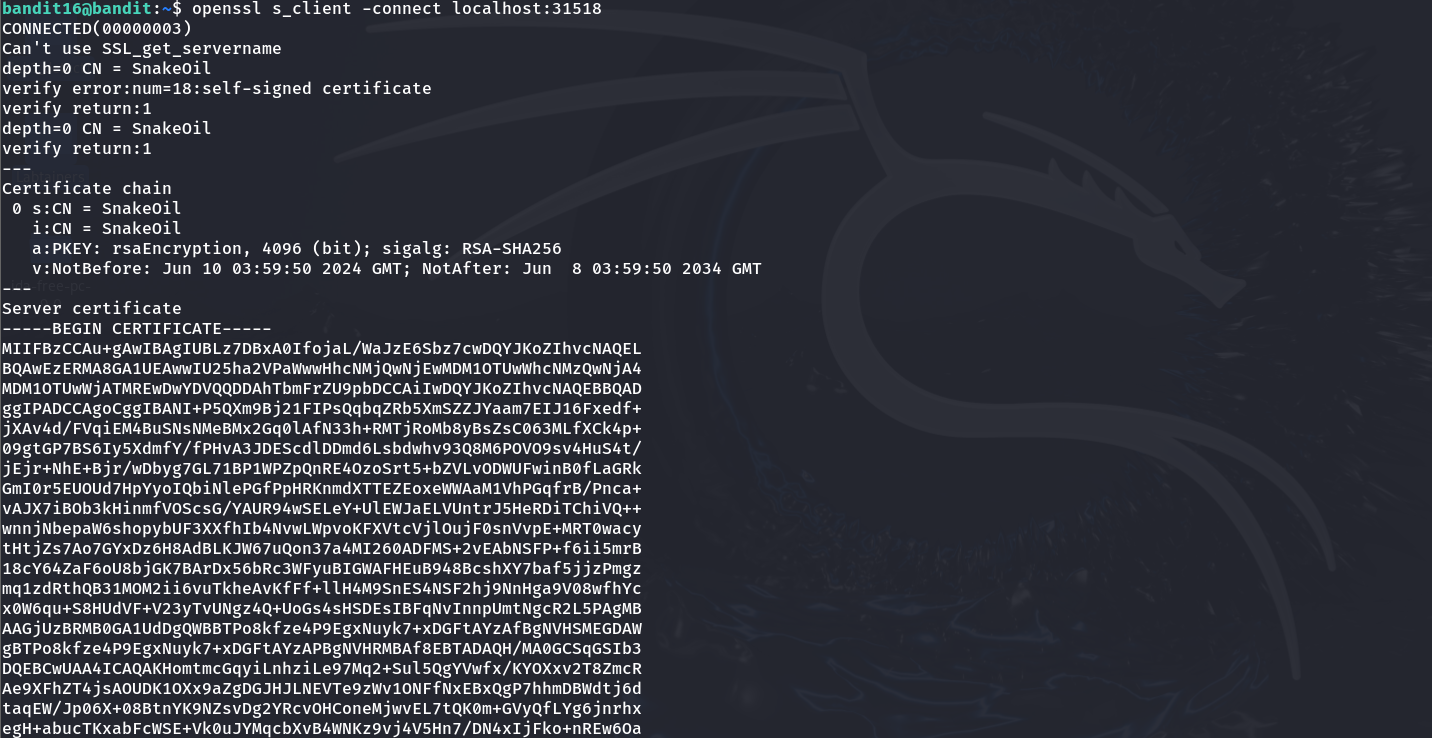 bandit16@bandit:~$ openssl s_client -connect localhost:31518
CONNECTED(00000003)
Can't use SSL_get_servername
depth=0 CN = SnakeOil
verify error:num=18:self-signed certificate
verify return:1
depth=0 CN = SnakeOil
verify return:1
---
Certificate chain
 0 s:CN = SnakeOil
   i:CN = SnakeOil
   a:PKEY: rsaEncryption, 4096 (bit); sigalg: RSA-SHA256
   v:NotBefore: Jun 10 03:59:50 2024 GMT; NotAfter: Jun  8 03:59:50 2034 GMT
---
Server certificate
-----BEGIN CERTIFICATE-----
MIIFBzCCAu+gAwIBAgIUBLz7DBxA0IfojaL/WaJzE6Sbz7cwDQYJKoZIhvcNAQEL
BQAwEzERMA8GA1UEAwwIU25ha2VPaWwwHhcNMjQwNjEwMDM1OTUwWhcNMzQwNjA4
MDM1OTUwWjATMREwDwYDVQQDDAhTbmFrZU9pbDCCAiIwDQYJKoZIhvcNAQEBBQAD
ggIPADCCAgoCggIBANI+P5QXm9Bj21FIPsQqbqZRb5XmSZZJYaam7EIJ16Fxedf+
jXAv4d/FVqiEM4BuSNsNMeBMx2Gq0lAfN33h+RMTjRoMb8yBsZsC063MLfXCk4p+
09gtGP7BS6Iy5XdmfY/fPHvA3JDEScdlDDmd6Lsbdwhv93Q8M6POVO9sv4HuS4t/
jEjr+NhE+Bjr/wDbyg7GL71BP1WPZpQnRE4OzoSrt5+bZVLvODWUFwinB0fLaGRk
GmI0r5EUOUd7HpYyoIQbiNlePGfPpHRKnmdXTTEZEoxeWWAaM1VhPGqfrB/Pnca+
vAJX7iBOb3kHinmfVOScsG/YAUR94wSELeY+UlEWJaELVUntrJ5HeRDiTChiVQ++
wnnjNbepaW6shopybUF3XXfhIb4NvwLWpvoKFXVtcVjlOujF0snVvpE+MRT0wacy
tHtjZs7Ao7GYxDz6H8AdBLKJW67uQon37a4MI260ADFMS+2vEAbNSFP+f6ii5mrB
18cY64ZaF6oU8bjGK7BArDx56bRc3WFyuBIGWAFHEuB948BcshXY7baf5jjzPmgz
mq1zdRthQB31MOM2ii6vuTkheAvKfFf+llH4M9SnES4NSF2hj9NnHga9V08wfhYc
x0W6qu+S8HUdVF+V23yTvUNgz4Q+UoGs4sHSDEsIBFqNvInnpUmtNgcR2L5PAgMB
AAGjUzBRMB0GA1UdDgQWBBTPo8kfze4P9EgxNuyk7+xDGFtAYzAfBgNVHSMEGDAW
gBTPo8kfze4P9EgxNuyk7+xDGFtAYzAPBgNVHRMBAf8EBTADAQH/MA0GCSqGSIb3
DQEBCwUAA4ICAQAKHomtmcGqyiLnhziLe97Mq2+Sul5QgYVwfx/KYOXxv2T8ZmcR
Ae9XFhZT4jsAOUDK1OXx9aZgDGJHJLNEVTe9zWv1ONFfNxEBxQgP7hhmDBWdtj6d
taqEW/Jp06X+08BtnYK9NZsvDg2YRcvOHConeMjwvEL7tQK0m+GVyQfLYg6jnrhx
egH+abucTKxabFcWSE+Vk0uJYMqcbXvB4WNKz9vj4V5Hn7/DN4xIjFko+nREw6Oa